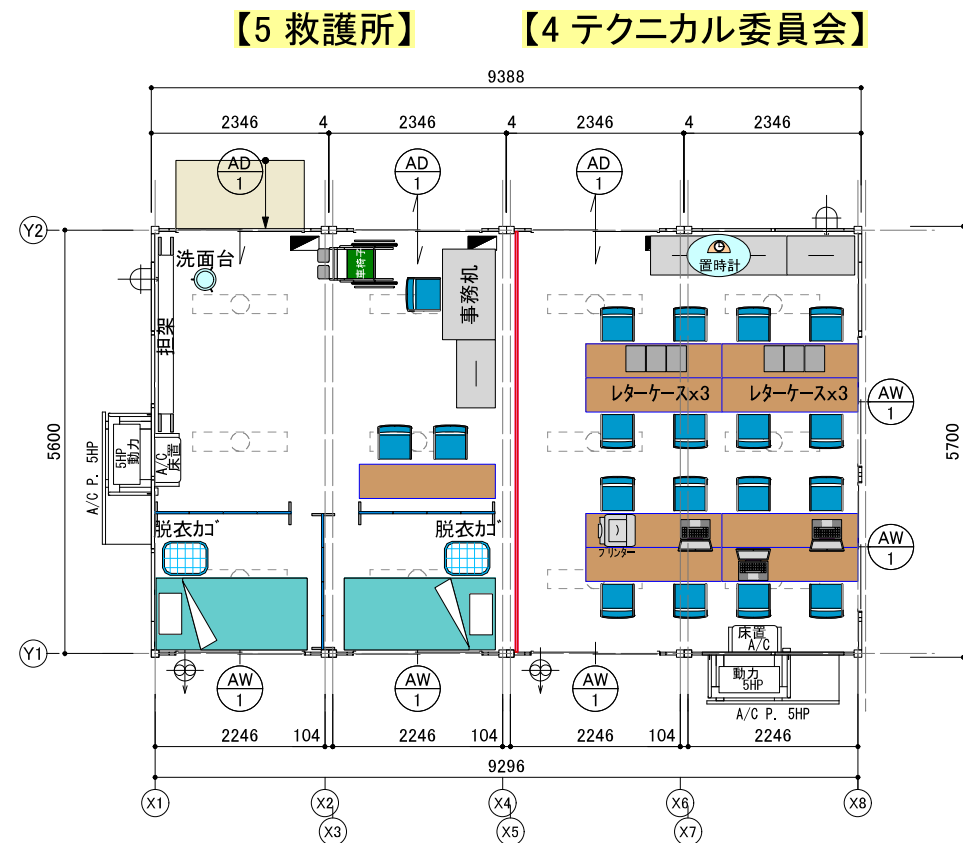 【5 救護所】 【4 テクニカル委員会】
9388
2346 4 2346 4 2346 4 2346
AD 1
AD 1
AD 1
Y2
洗面台
担架
車椅子
事務机
置時計
レターケースx3
レターケースx3
AW 1
5600
5700
A/C P. 5HP
5HP 動力
A/C 床置
脱衣カゴ
脱衣カゴ
プリンター
AW 1
Y1
床置 A/C
動力 5HP
A/C P. 5HP
AW 1
AW 1
AW 1
2246 104 2246 104 2246 104 2246
9296
X1 X2 X4 X6 X8
X3 X5 X7